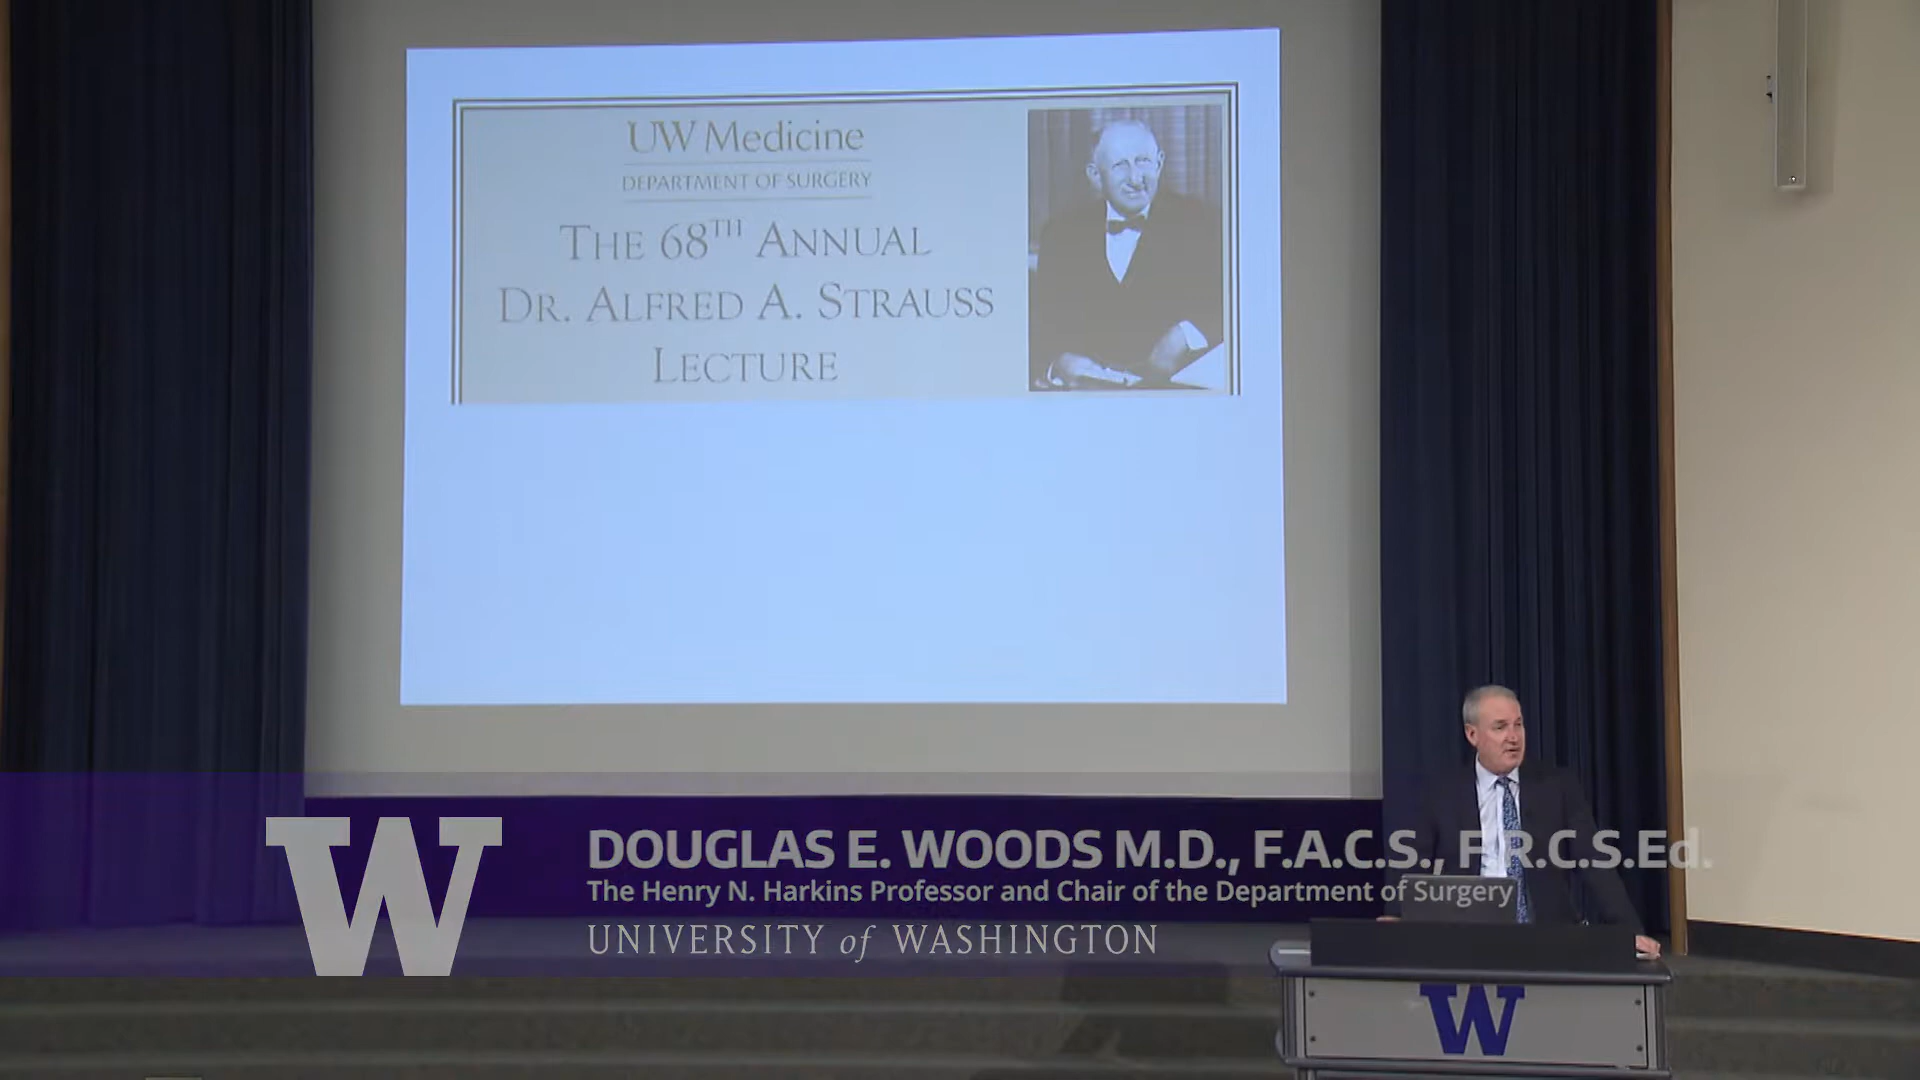 UW Medicine
DEPARTMENT OF SURGERY
THE 68TH ANNUAL
DR. ALFRED A. STRAUSS
LECTURE
W
DOUGLAS E. WOODS M.D., F.A.C.S., F.R.C.S.Ed.
The Henry N. Harkins Professor and Chair of the Department of Surgery
UNIVERSITY of WASHINGTON
W